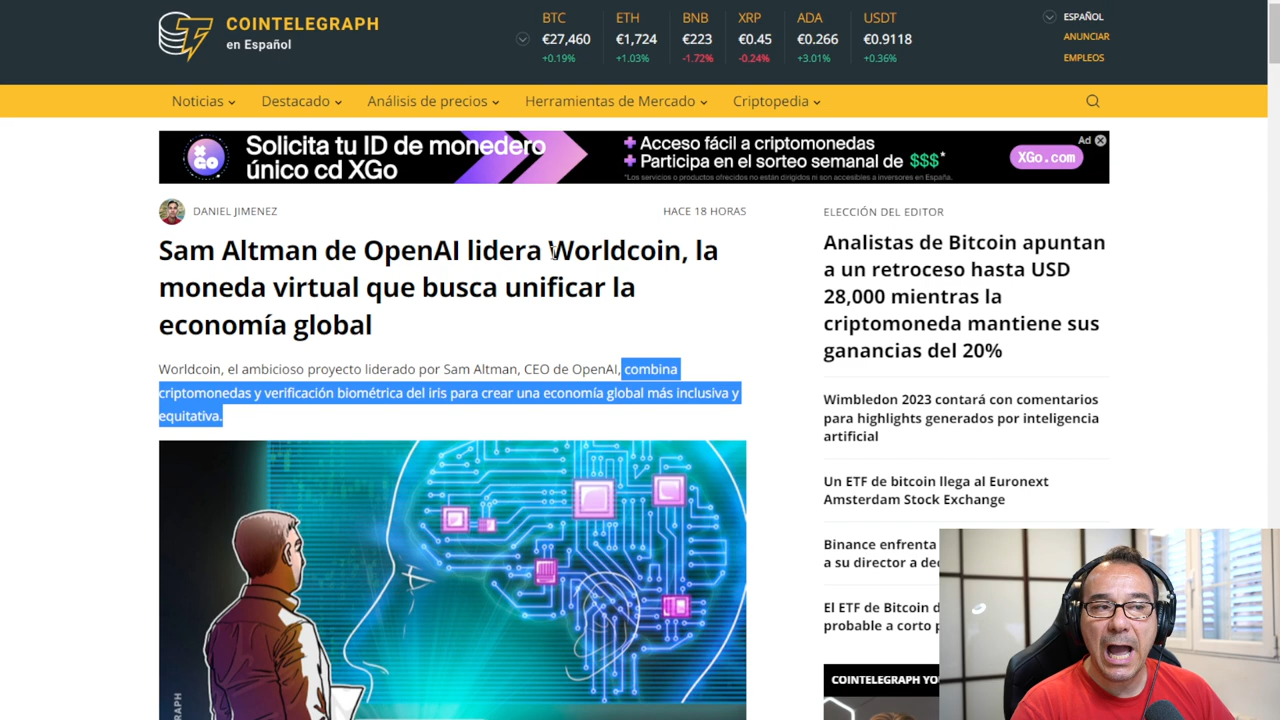 COINTELEGRAPH
en Español
BTC
€27,460
+0.19%
ETH
€1,724
+1.03%
BNB
€223
-1.72%
XRP
€0.45
-0.24%
ADA
€0.266
+3.01%
USDT
€0.9118
+0.36%
ESPAÑOL
ANUNCIAR
EMPLEOS
Noticias
Destacado
Análisis de precios
Herramientas de Mercado
Criptopedia
XGO
Solicita tu ID de monedero
único cd XGo
+ Acceso fácil a criptomonedas
+ Participa en el sorteo semanal de $$$*
*Los servicios o productos ofrecidos no están dirigidos ni son accesibles a inversores en España.
XGo.com
Ad
DANIEL JIMENEZ
HACE 18 HORAS
Sam Altman de OpenAI lidera Worldcoin, la
moneda virtual que busca unificar la
economía global
Worldcoin, el ambicioso proyecto liderado por Sam Altman, CEO de OpenAI, combina
criptomonedas y verificación biométrica del iris para crear una economía global más inclusiva y
equitativa.
ELECCIÓN DEL EDITOR
Analistas de Bitcoin apuntan
a un retroceso hasta USD
28,000 mientras la
criptomoneda mantiene sus
ganancias del 20%
Wimbledon 2023 contará con comentarios
para highlights generados por inteligencia
artificial
Un ETF de bitcoin llega al Euronext
Amsterdam Stock Exchange
Binance enfrenta
a su director a de
El ETF de Bitcoin d
probable a corto p
COINTELEGRAPH YO
GRAPH